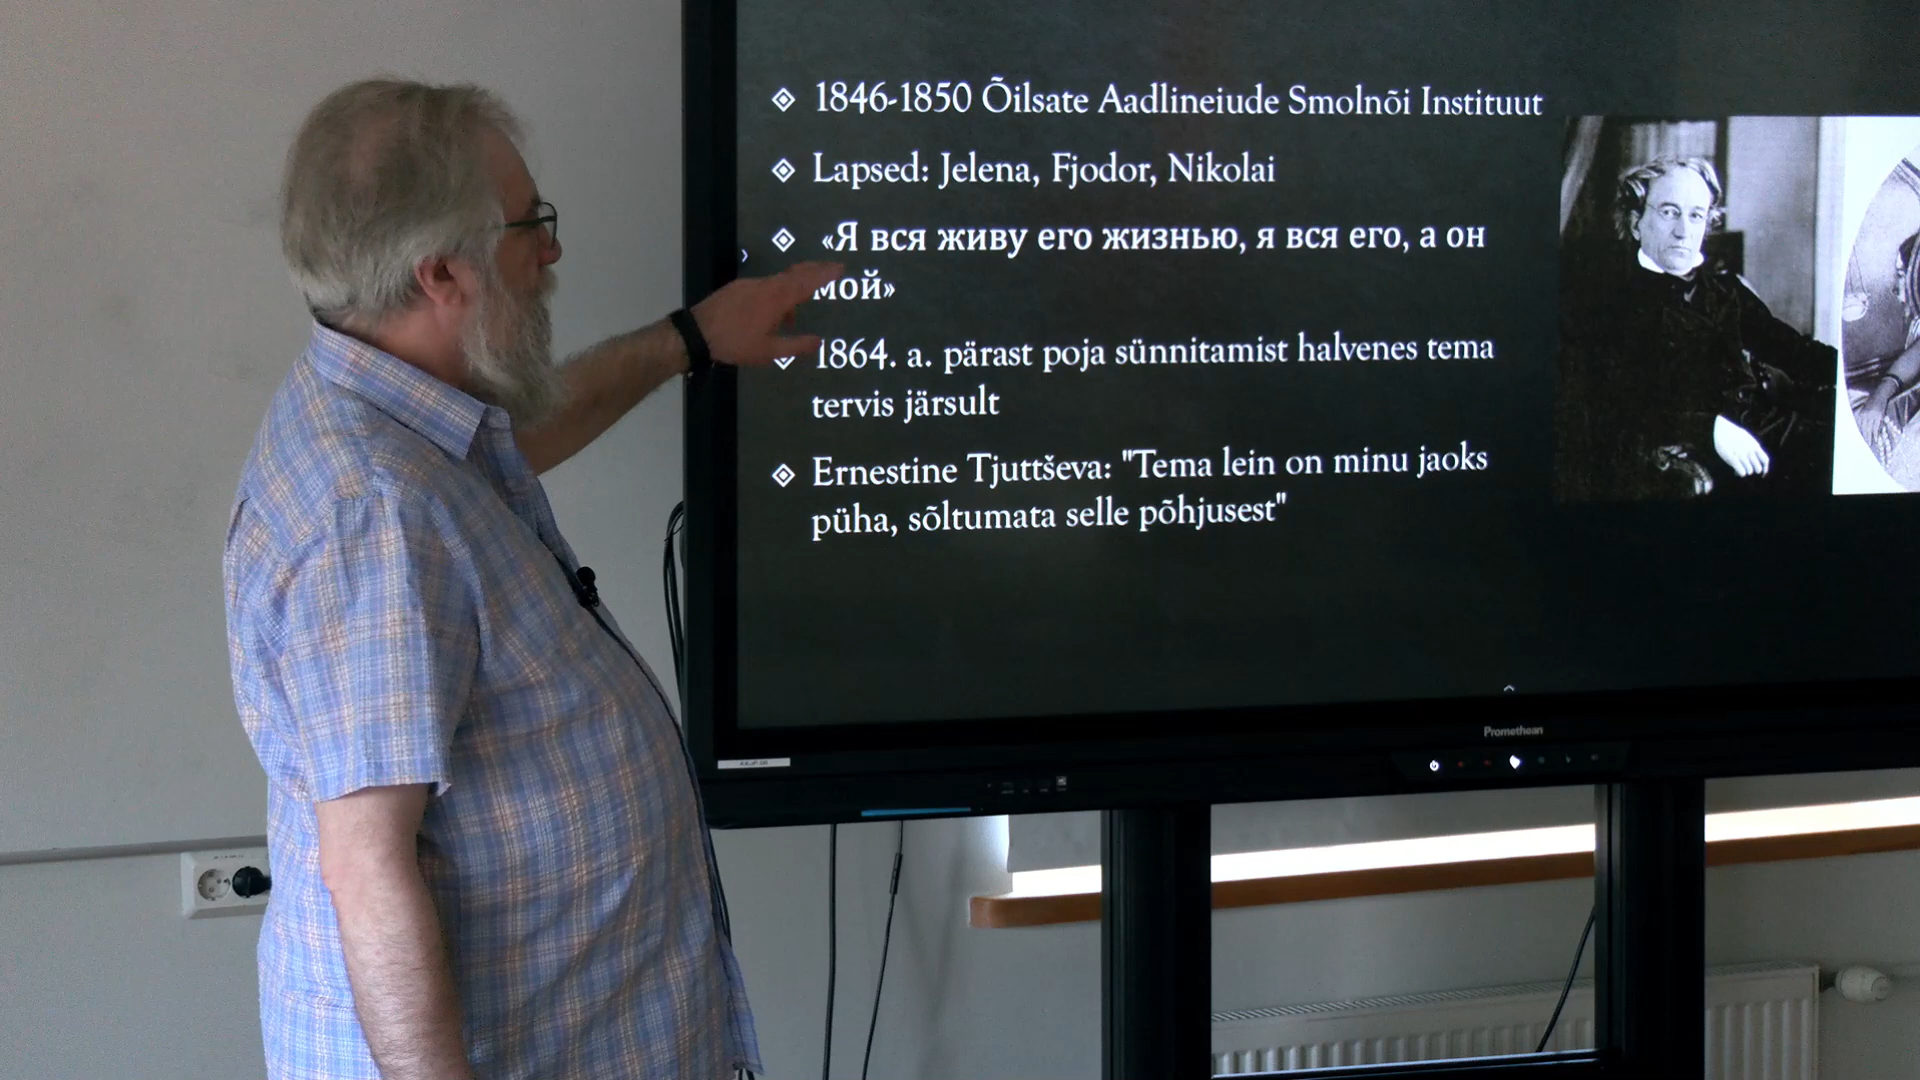 1846-1850 Õilsate Aadlineiude Smolnõi Instituut
Lapsed: Jelena, Fjodor, Nikolai
«Я вся живу его жизнью, я вся его, а он
мой»
1864. a. pärast poja sünnitamist halvenes tema
tervis järsult
Ernestine Tjuttševa: "Tema lein on minu jaoks
püha, sõltumata selle põhjusest"
Promethean